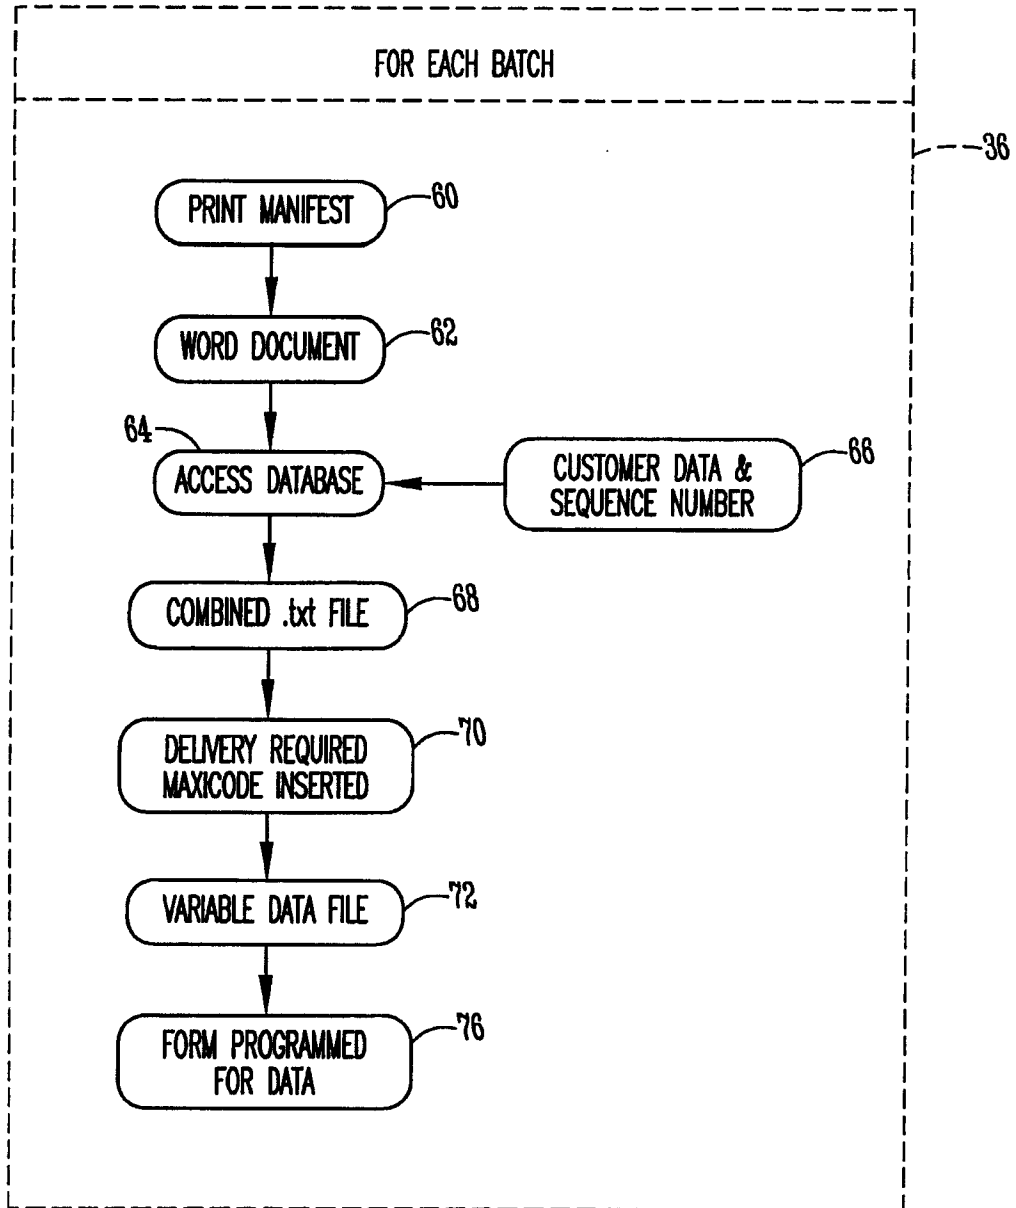 FOR EACH BATCH
36
PRINT MANIFEST
60
WORD DOCUMENT
62
64
ACCESS DATABASE
CUSTOMER DATA &
SEQUENCE NUMBER
66
COMBINED .txt FILE
68
DELIVERY REQUIRED
MAXICODE INSERTED
70
VARIABLE DATA FILE
72
FORM PROGRAMMED
FOR DATA
76